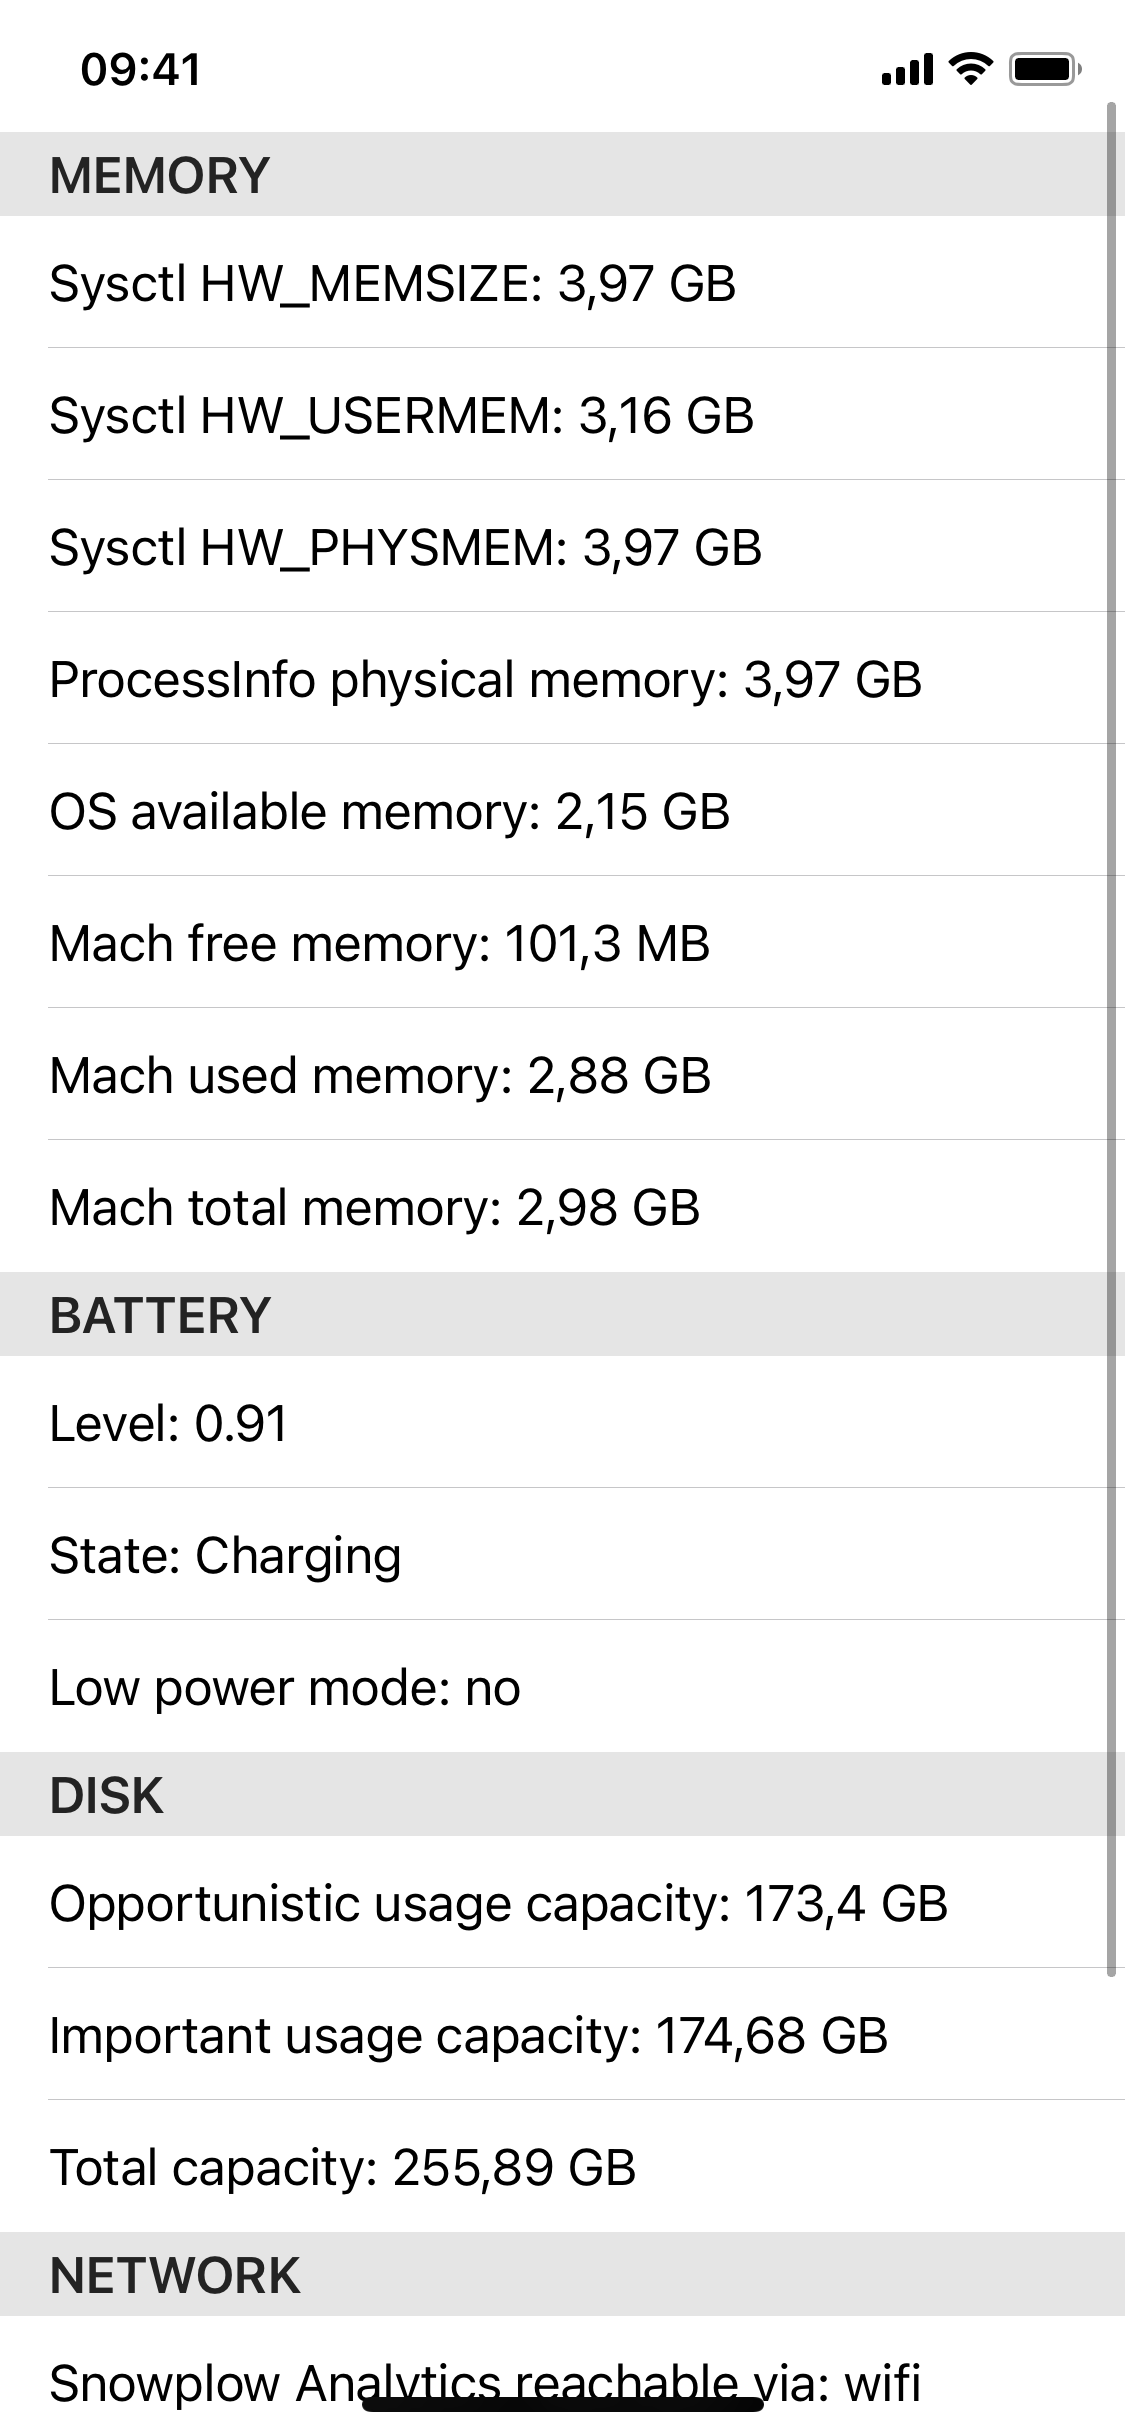 09:41
MEMORY
Sysctl HW_MEMSIZE: 3,97 GB
Sysctl HW_USERMEM: 3,16 GB
Sysctl HW_PHYSMEM: 3,97 GB
ProcessInfo physical memory: 3,97 GB
OS available memory: 2,15 GB
Mach free memory: 101,3 MB
Mach used memory: 2,88 GB
Mach total memory: 2,98 GB
BATTERY
Level: 0.91
State: Charging
Low power mode: no
DISK
Opportunistic usage capacity: 173,4 GB
Important usage capacity: 174,68 GB
Total capacity: 255,89 GB
NETWORK
Snowplow Analytics reachable via: wifi